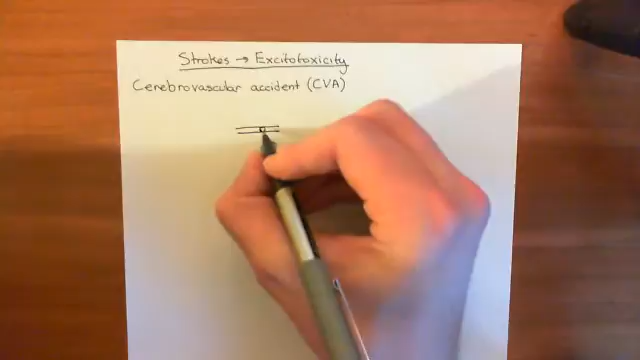 Strokes → Excitotoxicity
Cerebrovascular accident (CVA)